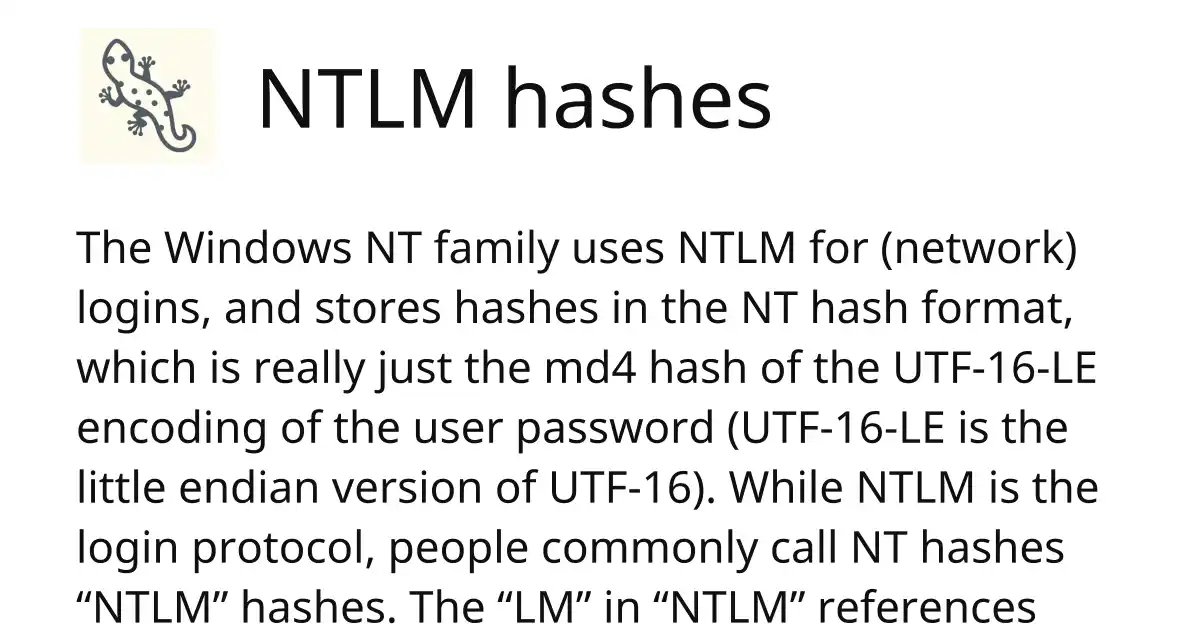 NTLM hashes
The Windows NT family uses NTLM for (network)
logins, and stores hashes in the NT hash format,
which is really just the md4 hash of the UTF-16-LE
encoding of the user password (UTF-16-LE is the
little endian version of UTF-16). While NTLM is the
login protocol, people commonly call NT hashes
“NTLM” hashes. The “LM” in “NTLM” references